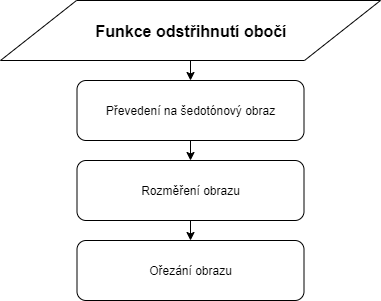 Funkce odstřihnutí obočí
Převedení na šedotónový obraz
Rozměření obrazu
Ořezání obrazu